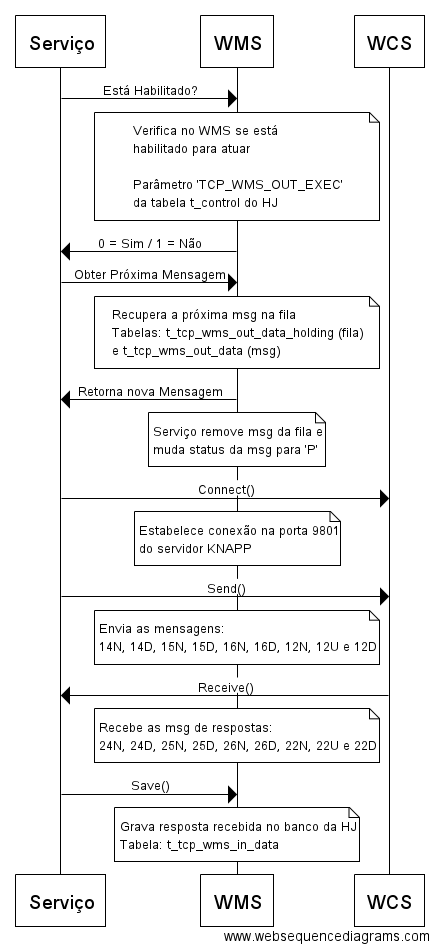 Serviço
WMS
WCS
Está Habilitado?
Verifica no WMS se está
habilitado para atuar
Parâmetro 'TCP_WMS_OUT_EXEC'
da tabela t_control do HJ
0 = Sim / 1 = Não
Obter Próxima Mensagem
Recupera a próxima msg na fila
Tabelas: t_tcp_wms_out_data_holding (fila)
e t_tcp_wms_out_data (msg)
Retorna nova Mensagem
Serviço remove msg da fila e
muda status da msg para 'P'
Connect()
Estabelece conexão na porta 9801
do servidor KNAPP
Send()
Envia as mensagens:
14N, 14D, 15N, 15D, 16N, 16D, 12N, 12U e 12D
Receive()
Recebe as msg de respostas:
24N, 24D, 25N, 25D, 26N, 26D, 22N, 22U e 22D
Save()
Grava resposta recebida no banco da HJ
Tabela: t_tcp_wms_in_data
Serviço
WMS
WCS
www.websequencediagrams.com